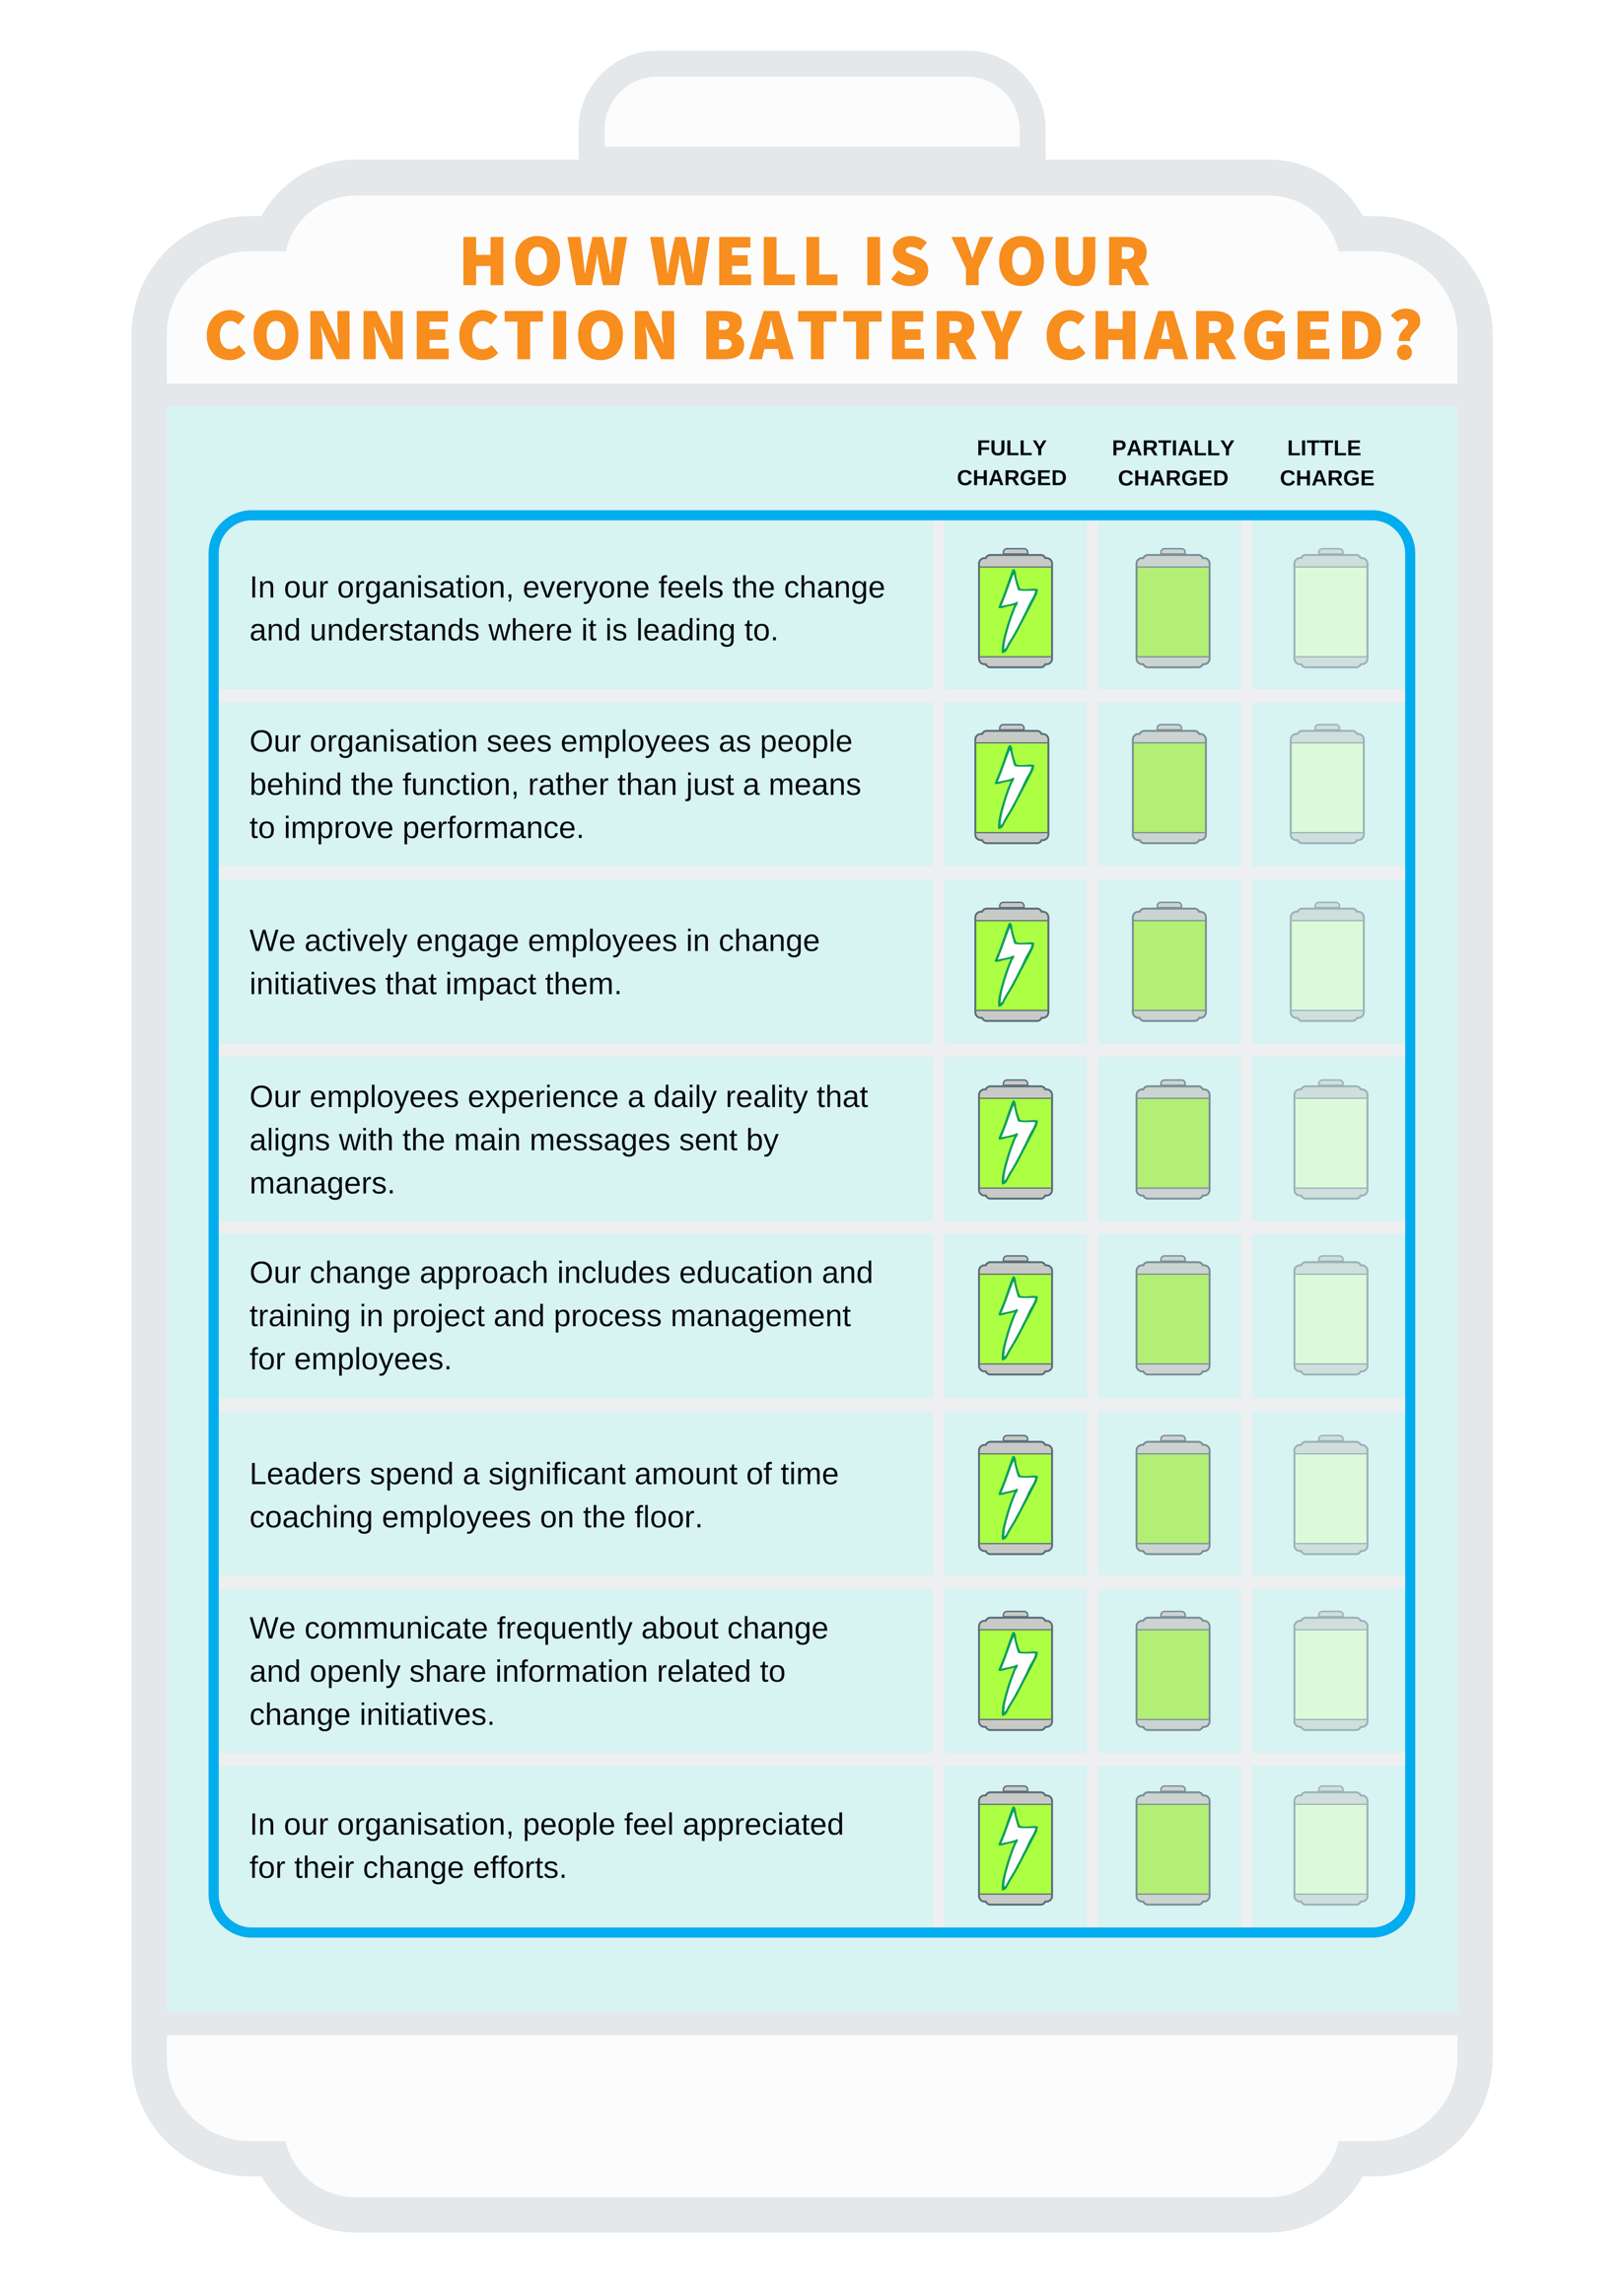 HOW WELL IS YOUR
CONNECTION BATTERY CHARGED?
FULLY
CHARGED
PARTIALLY
CHARGED
LITTLE
CHARGE
In our organisation, everyone feels the change
and understands where it is leading to.
Our organisation sees employees as people
behind the function, rather than just a means
to improve performance.
We actively engage employees in change
initiatives that impact them.
Our employees experience a daily reality that
aligns with the main messages sent by
managers.
Our change approach includes education and
training in project and process management
for employees.
Leaders spend a significant amount of time
coaching employees on the floor.
We communicate frequently about change
and openly share information related to
change initiatives.
In our organisation, people feel appreciated
for their change efforts.